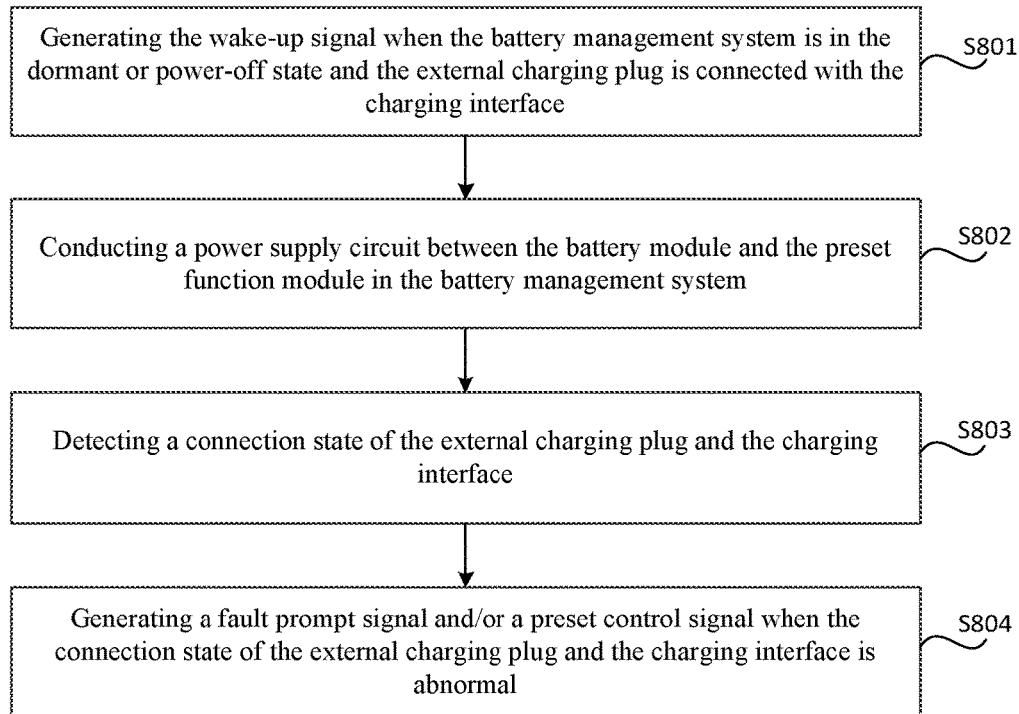 Generating the wake-up signal when the battery management system is in the
dormant or power-off state and the external charging plug is connected with the
charging interface
S801
Conducting a power supply circuit between the battery module and the preset
function module in the battery management system
S802
Detecting a connection state of the external charging plug and the charging
interface
S803
Generating a fault prompt signal and/or a preset control signal when the
connection state of the external charging plug and the charging interface is
abnormal
S804